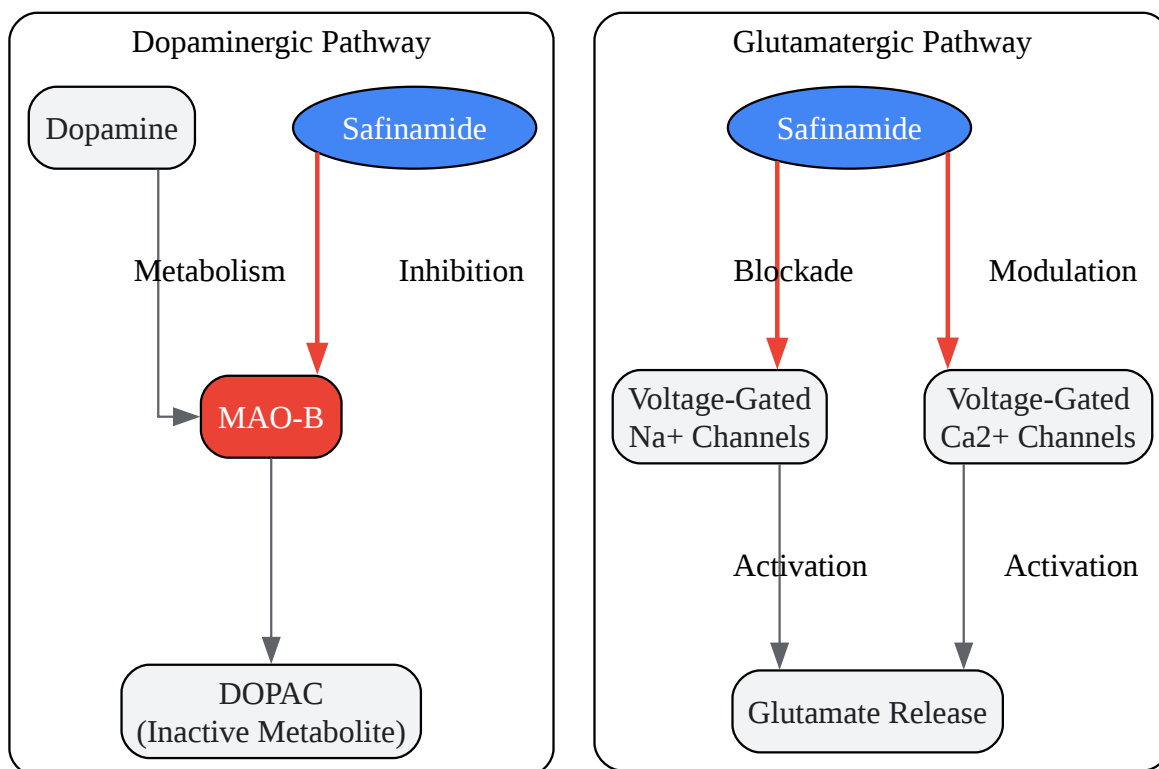 Dopaminergic Pathway
Dopamine
Safinamide
Metabolism
Inhibition
MAO-B
DOPAC
(Inactive Metabolite)
Glutamatergic Pathway
Safinamide
Blockade
Modulation
Voltage-Gated
Na+ Channels
Voltage-Gated
Ca2+ Channels
Activation
Activation
Glutamate Release